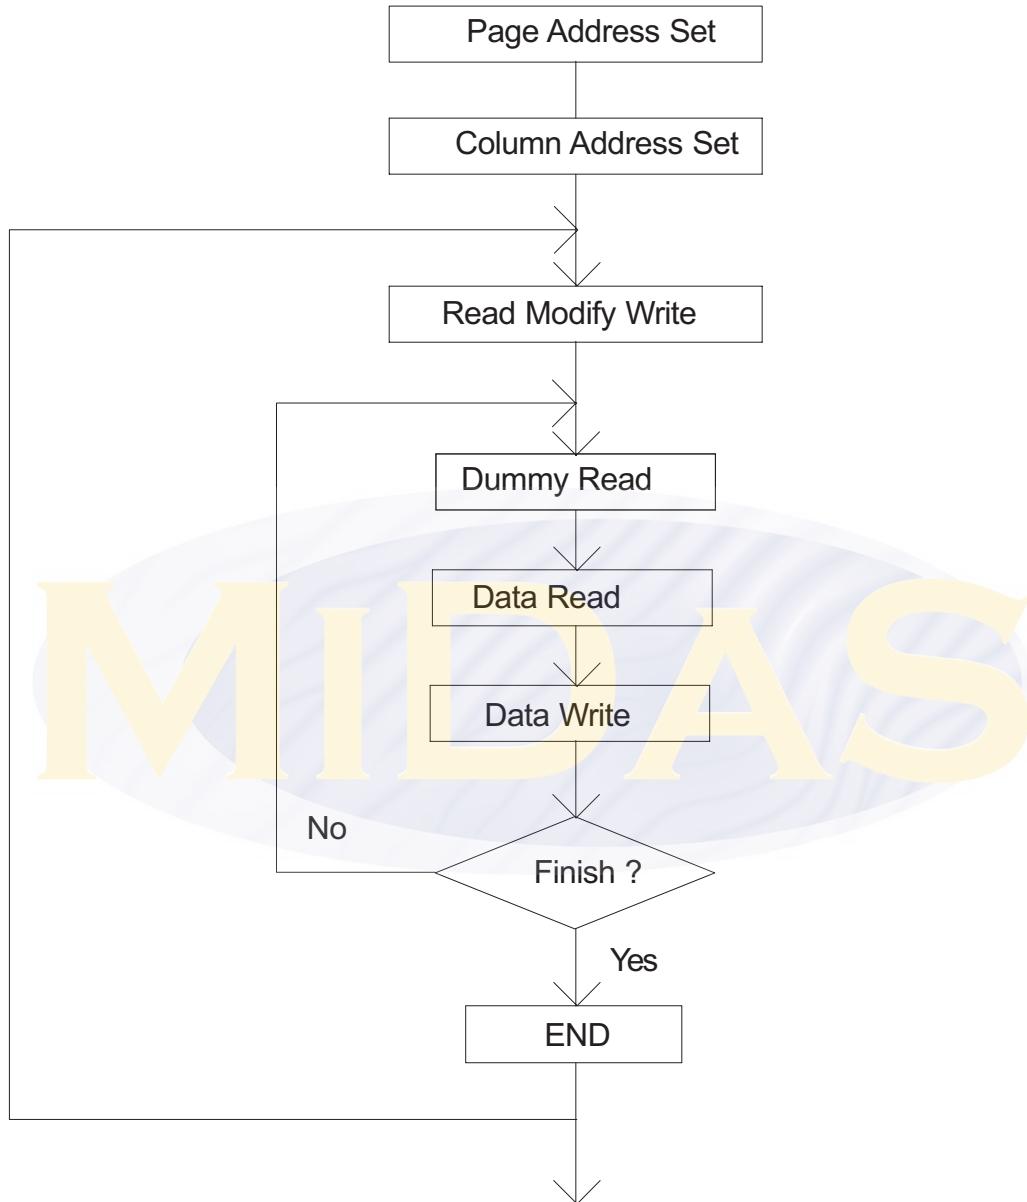 Page Address Set
Column Address Set
Read Modify Write
Dummy Read
Data Read
MIDAS
Data Write
No
Finish ?
Yes
END